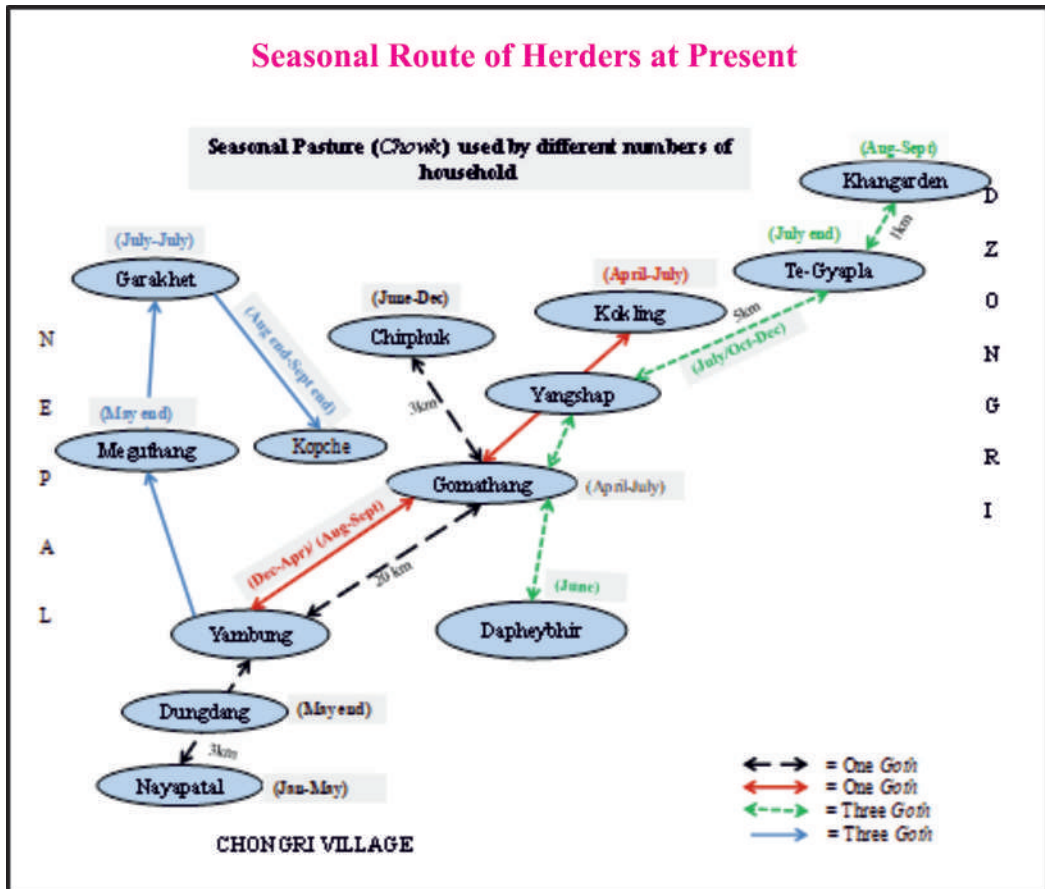 Seasonal Route of Herders at Present
Seasonal Pasture (Chowk) used by different numbers of
household
(Aug-Sept)
Khangarden
1km
(July end)
Te-Gyapla
(July-July)
Garakhet
(April-July)
Kokling
(June-Dec)
Chirphuk
5km
(July/Oct-Dec)
(Aug end-Sept end)
Yangshap
3km
(May end)
Meguthang
Kopche
Gomathang
(April-July)
(Dec-Apr)/ (Aug-Sept)
20 km
(June)
Dapheybhir
Yambung
Dungdang
(May end)
3km
Nayapatal
(Jan-May)
N
E
P
A
L
D
Z
O
N
G
R
I
CHONGRI VILLAGE
= One Goth
= One Goth
= Three Goth
= Three Goth